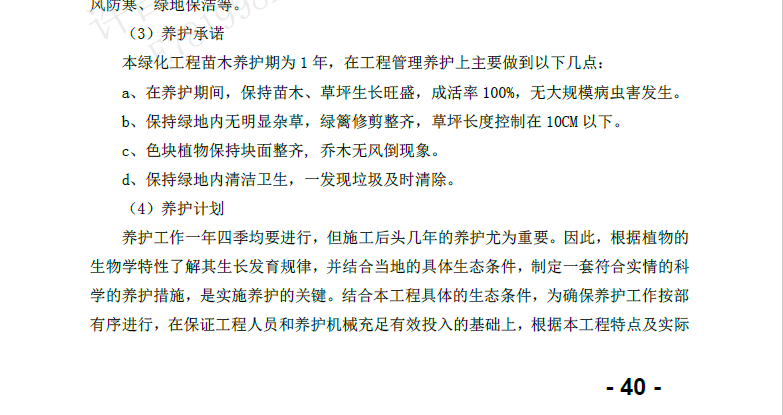 风防寒、绿地保洁等。
（3）养护承诺
本绿化工程苗木养护期为 1 年，在工程管理养护上主要做到以下几点：
a、在养护期间，保持苗木、草坪生长旺盛，成活率 100%，无大规模病虫害发生。
b、保持绿地内无明显杂草，绿篱修剪整齐，草坪长度控制在 10CM 以下。
c、色块植物保持块面整齐, 乔木无风倒现象。
d、保持绿地内清洁卫生，一发现垃圾及时清除。
（4）养护计划
养护工作一年四季均要进行，但施工后头几年的养护尤为重要。因此，根据植物的
生物学特性了解其生长发育规律，并结合当地的具体生态条件，制定一套符合实情的科
学的养护措施，是实施养护的关键。结合本工程具体的生态条件，为确保养护工作按部
有序进行，在保证工程人员和养护机械充足有效投入的基础上，根据本工程特点及实际
- 40 -